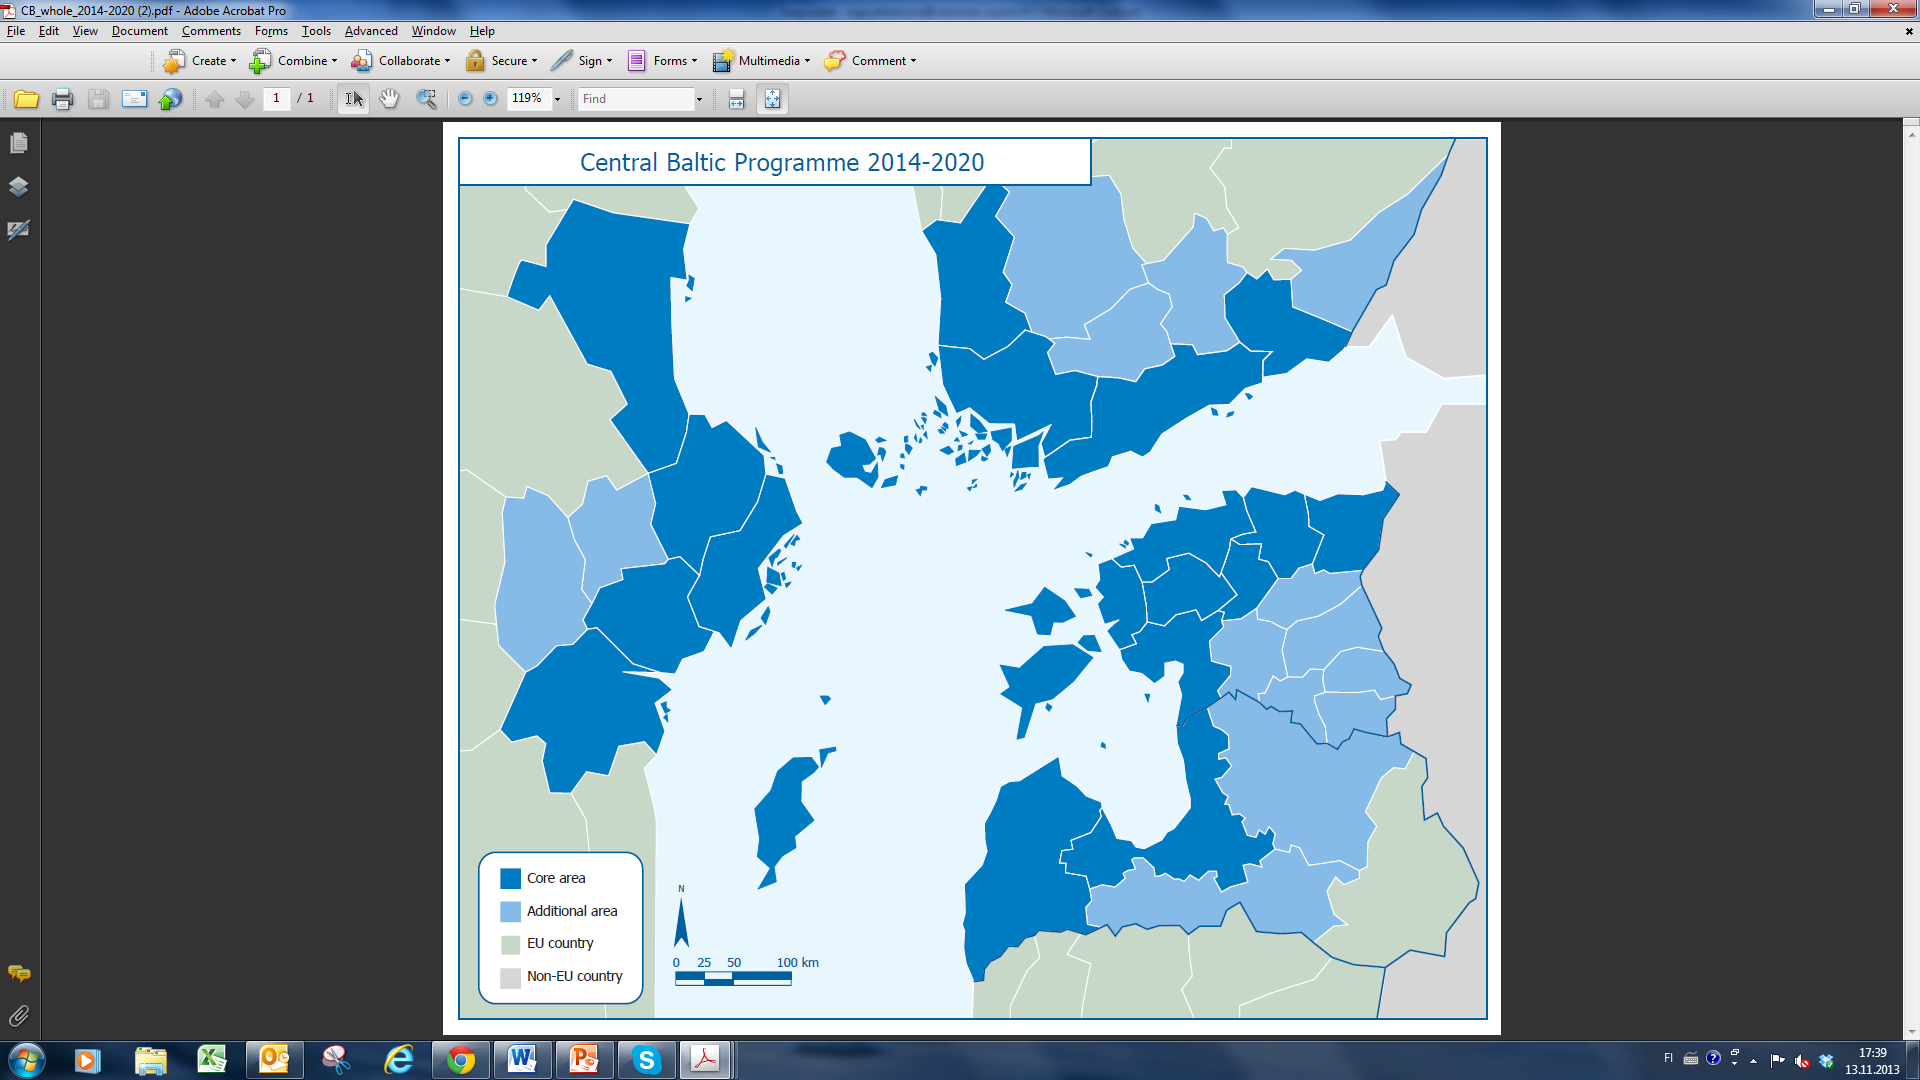 CB_whole_2014-2020 (2).pdf - Adobe Acrobat Pro
File Edit View Document Comments Forms Tools Advanced Window Help
Create Combine Collaborate Secure Sign Forms Multimedia Comment
1 / 1 119% Find
Central Baltic Programme 2014-2020
Core area
Additional area
EU country
Non-EU country
N
0 25 50 100 km
FI
17:39
13.11.2013